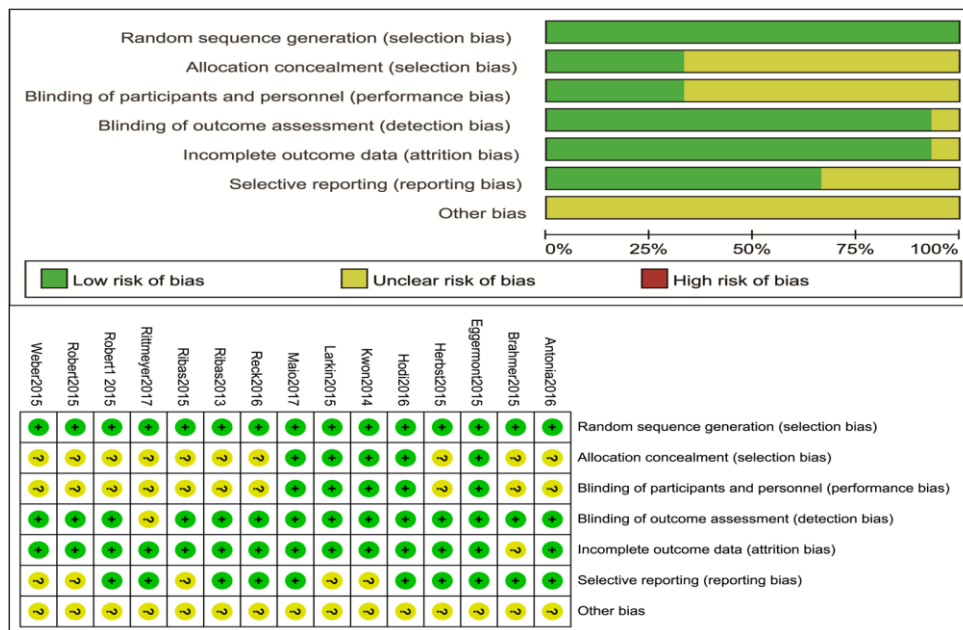 Random sequence generation (selection bias)
Allocation concealment (selection bias)
Blinding of participants and personnel (performance bias)
Blinding of outcome assessment (detection bias)
Incomplete outcome data (attrition bias)
Selective reporting (reporting bias)
Other bias
0% 25% 50% 75% 100%
Low risk of bias Unclear risk of bias High risk of bias
Weber2015 Robert2015 Robert1 2015 Rittmeyer2017 Ribas2015 Ribas2013 Reck2016 Maio2017 Larkin2015 Kwon2014 Hodi2016 Herbst2015 Eggermont2015 Brahmer2015 Antonia2016
+ + + + + + + + + + + + + + + Random sequence generation (selection bias)
? ? ? ? ? ? ? + + + + ? + ? ? Allocation concealment (selection bias)
? ? ? ? ? ? ? + + + + ? + ? ? Blinding of participants and personnel (performance bias)
+ + + ? + + + + + + + + + + + Blinding of outcome assessment (detection bias)
+ + + + + + + + + + + + + ? + Incomplete outcome data (attrition bias)
? ? + + ? + + + ? ? + + + + + Selective reporting (reporting bias)
? ? ? ? ? ? ? ? ? ? ? ? ? ? ? Other bias